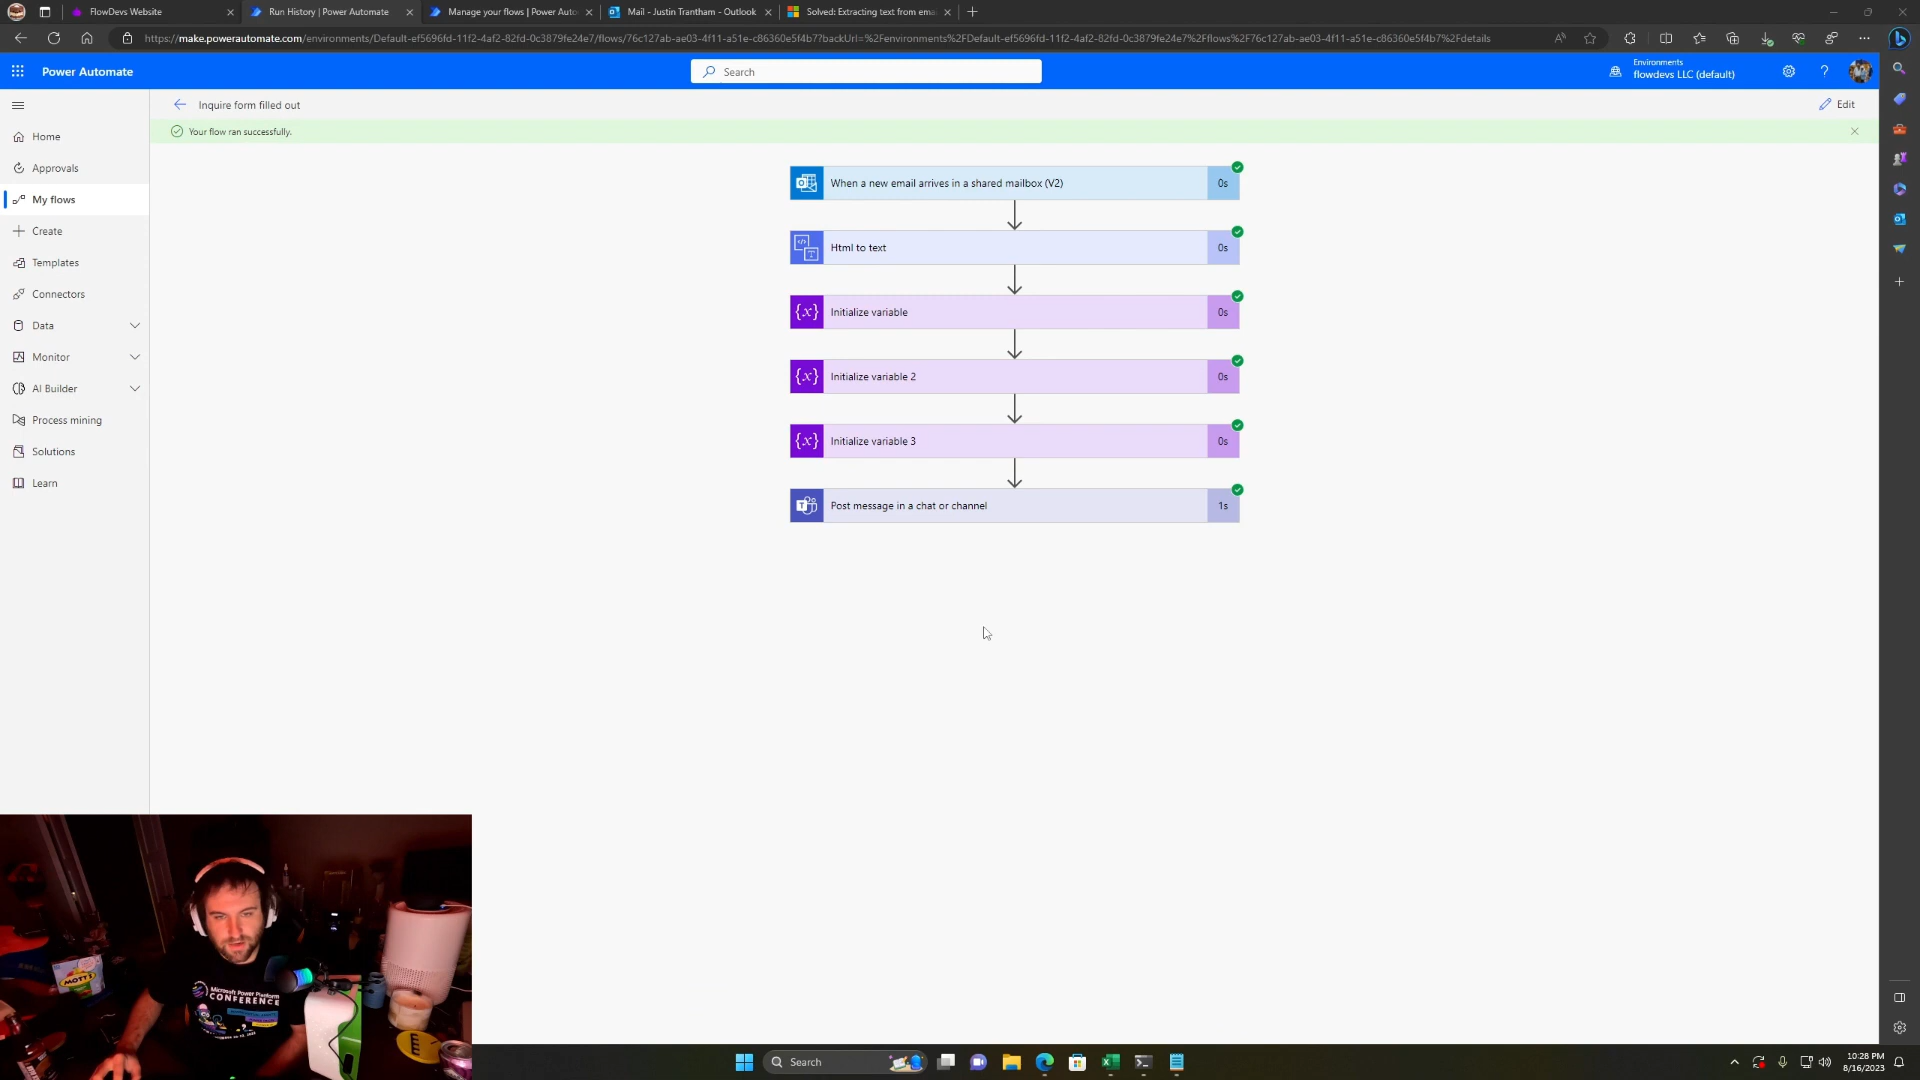 FlowDevs Website
Run History | Power Automate
Manage your flows | Power Auto
Mail - Justin Trantham - Outlook
Solved: Extracting text from ema
https://make.powerautomate.com/environments/Default-ef5696fd-11f2-4af2-82fd-0c3879fe24e7/flows/76c127ab-ae03-4f11-a51e-c86360e5f4b7?backUrl=%2Fenvironments%2FDefault-ef5696fd-11f2-4af2-82fd-0c3879fe24e7%2Fflows%2F76c127ab-ae03-4f11-a51e-c86360e5f4b7%2Fdetails
Power Automate
Search
Environments
flowdevs LLC (default)
Inquire form filled out
Edit
Your flow ran successfully.
Home
Approvals
My flows
Create
Templates
Connectors
Data
Monitor
AI Builder
Process mining
Solutions
Learn
When a new email arrives in a shared mailbox (V2)
0s
Html to text
0s
{x}
Initialize variable
0s
{x}
Initialize variable 2
0s
{x}
Initialize variable 3
0s
Post message in a chat or channel
1s
MOTT'S
Microsoft Power Platform
CONFERENCE
Search
10:28 PM
8/16/2023